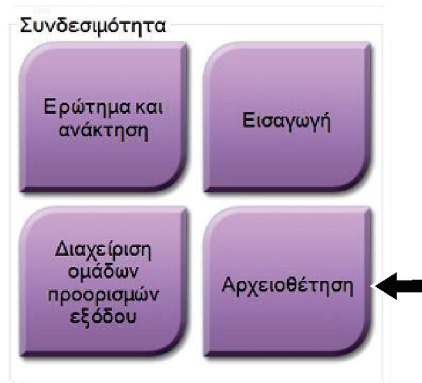 Συνδεσιμότητα
Ερώτημα και
ανάκτηση
Εισαγωγή
Διαχείριση
ομάδων
προορισμών
εξόδου
Αρχειοθέτηση